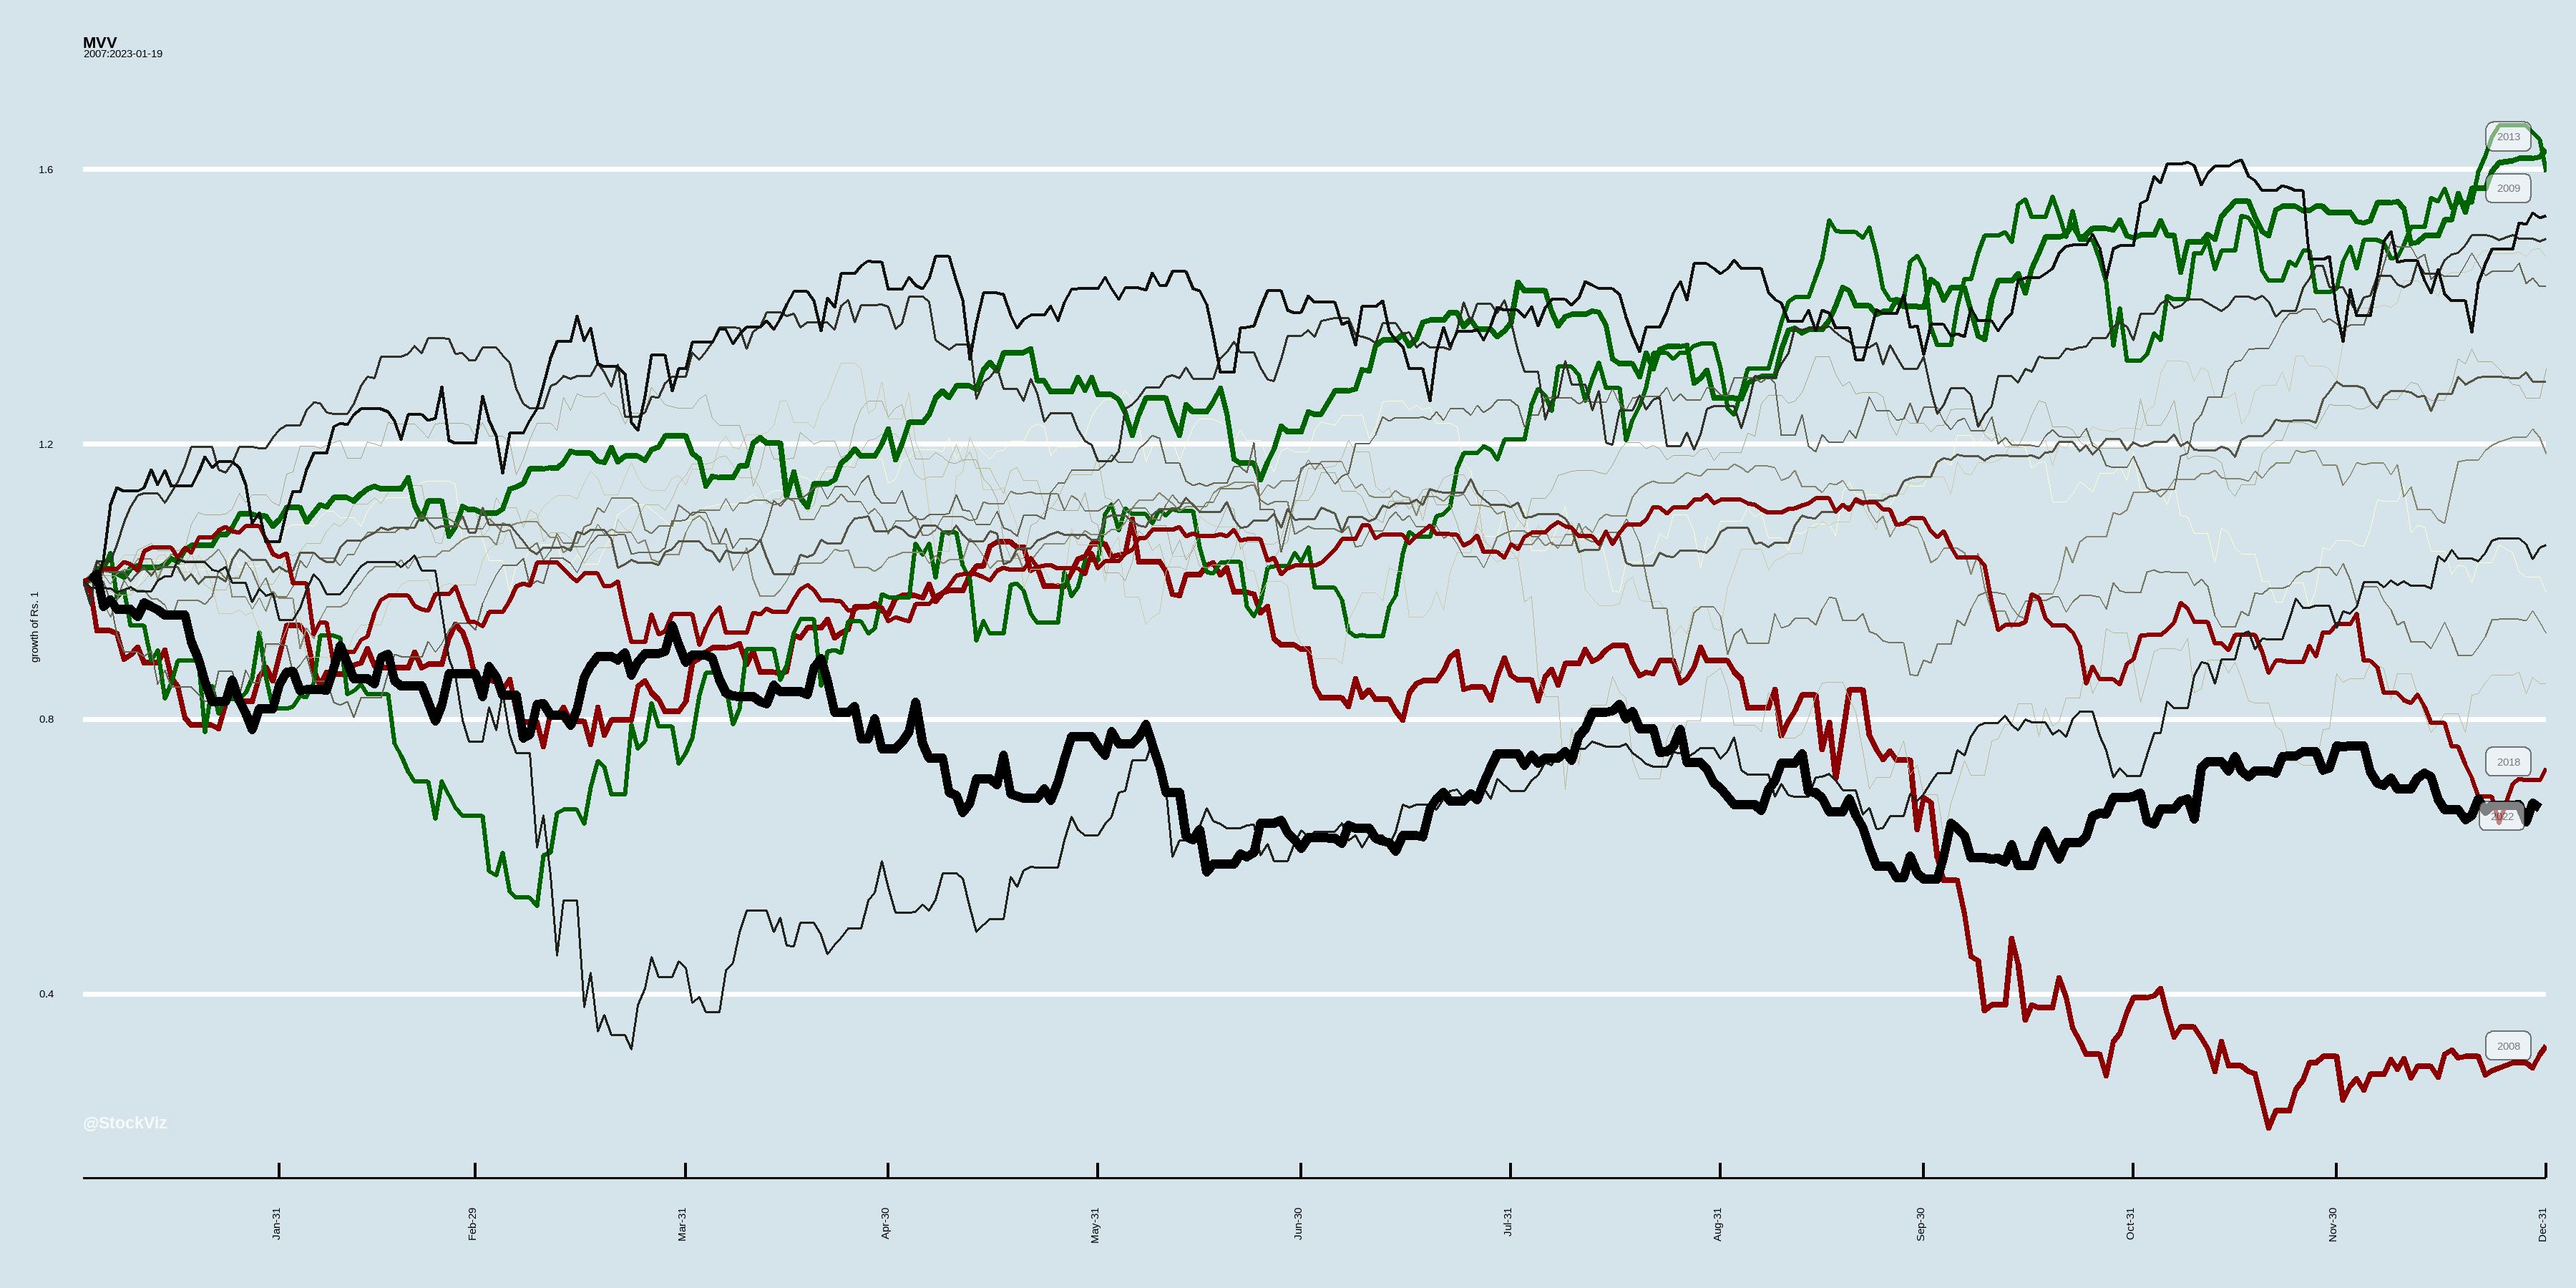 MVV
2007:2023-01-19
1.6
1.2
0.8
0.4
growth of Rs. 1
2013
2009
2018
2022
2008
@StockViz
Jan-31
Feb-29
Mar-31
Apr-30
May-31
Jun-30
Jul-31
Aug-31
Sep-30
Oct-31
Nov-30
Dec-31